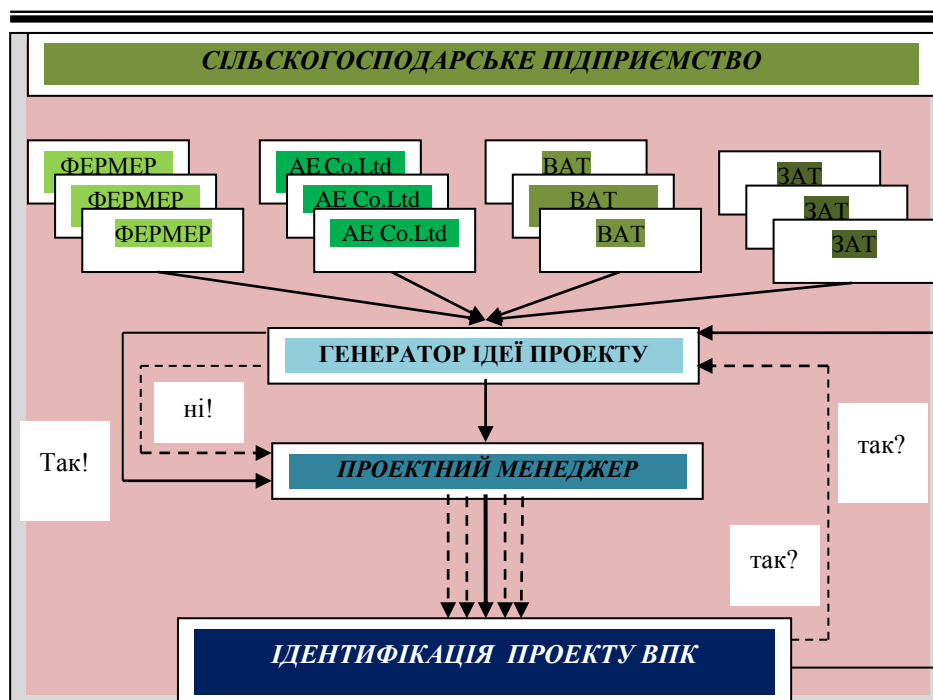 СІЛЬСКОГОСПОДАРСЬКЕ ПІДПРИЄМСТВО
ФЕРМЕР
ФЕРМЕР
ФЕРМЕР
AE Co.Ltd
AE Co.Ltd
AE Co.Ltd
ВАТ
ВАТ
ВАТ
ЗАТ
ЗАТ
ЗАТ
ГЕНЕРАТОР ІДЕЇ ПРОЕКТУ
ні!
Так!
так?
ПРОЕКТНИЙ МЕНЕДЖЕР
так?
ІДЕНТИФІКАЦІЯ ПРОЕКТУ ВПК